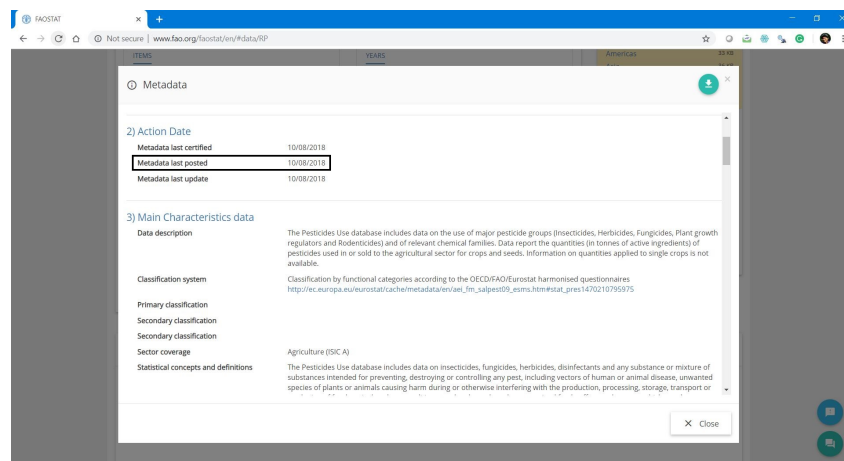 FAOSTAT
Not secure | www.fao.org/faostat/en/#data/RP
ITEMS
YEARS
Americas
33 KB
Metadata
2) Action Date
Metadata last certified 10/08/2018
Metadata last posted 10/08/2018
Metadata last update 10/08/2018
3) Main Characteristics data
Data description The Pesticides Use database includes data on the use of major pesticide groups (Insecticides, Herbicides, Fungicides, Plant growth
regulators and Rodenticides) and of relevant chemical families. Data report the quantities (in tonnes of active ingredients) of
pesticides used in or sold to the agricultural sector for crops and seeds. Information on quantities applied to single crops is not
available.
Classification system Classification by functional categories according to the OECD/FAO/Eurostat harmonised questionnaires
http://ec.europa.eu/eurostat/cache/metadata/en/aei_fm_salpest09_esms.htm#stat_pres1470210795975
Primary classification
Secondary classification
Secondary classification
Sector coverage Agriculture (ISIC A)
Statistical concepts and definitions The Pesticides Use database includes data on insecticides, fungicides, herbicides, disinfectants and any substance or mixture of
substances intended for preventing, destroying or controlling any pest, including vectors of human or animal disease, unwanted
species of plants or animals causing harm during or otherwise interfering with the production, processing, storage, transport or
Close